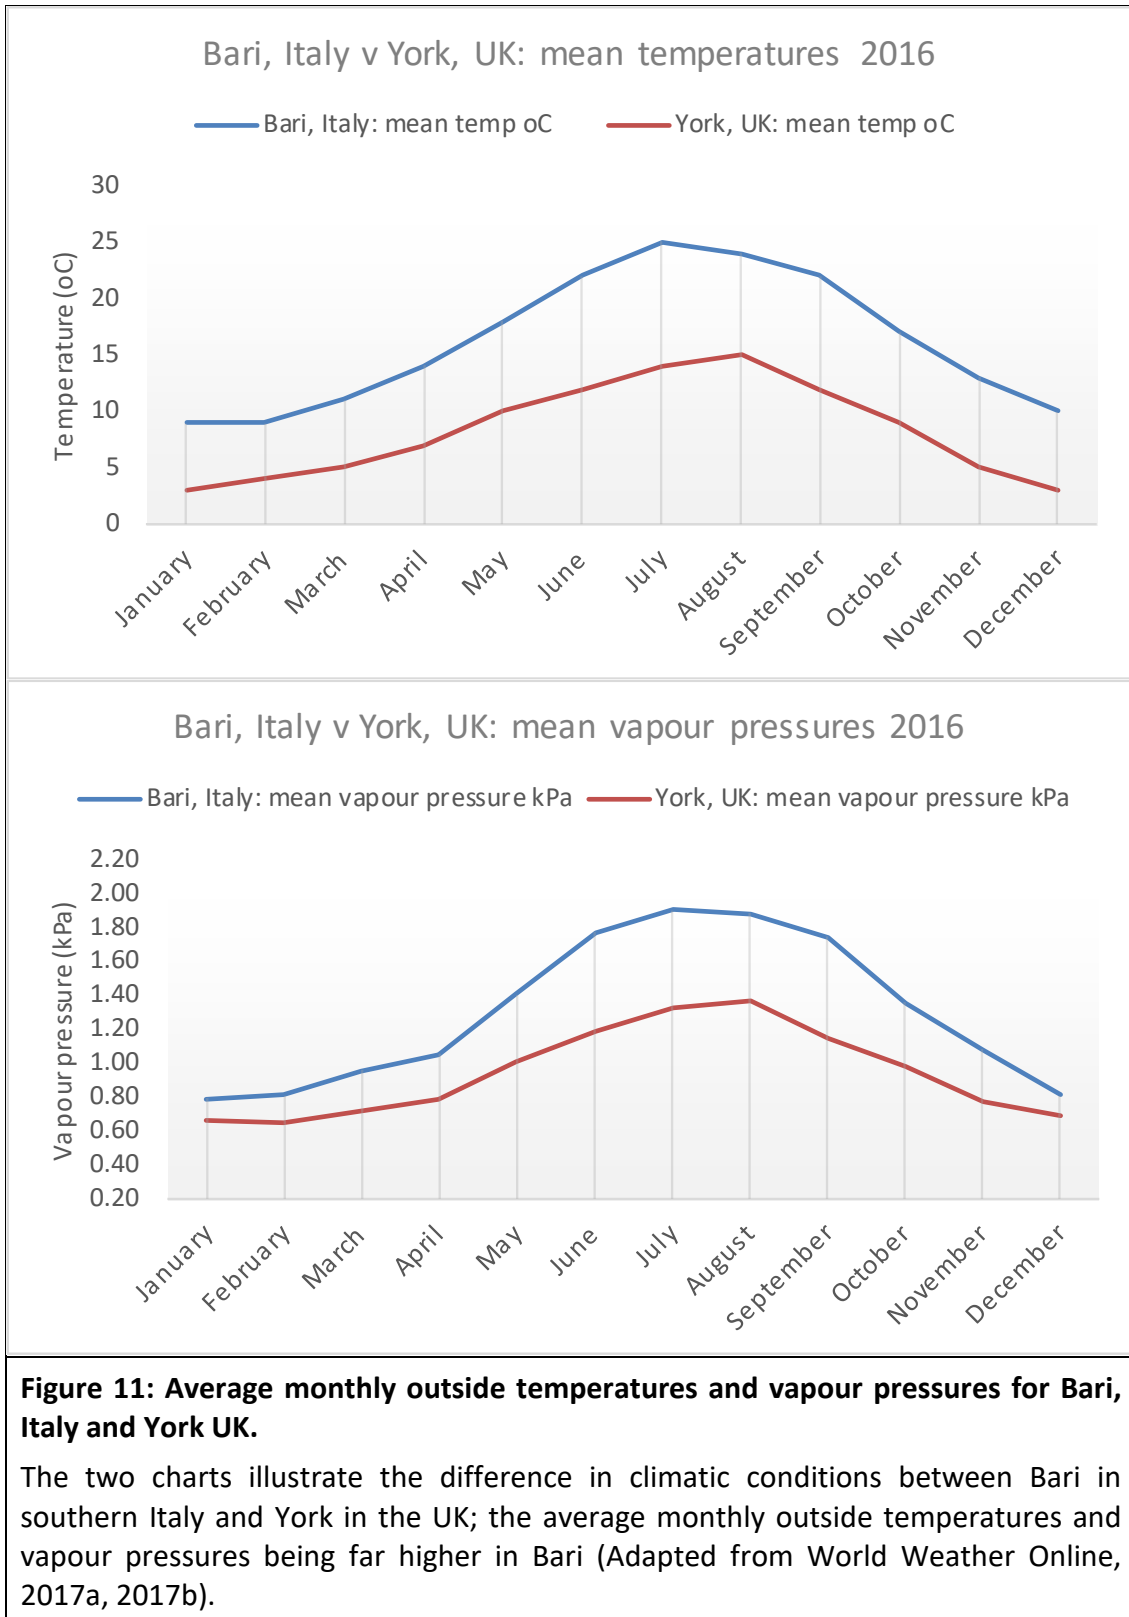 Bari, Italy v York, UK: mean temperatures 2016
Bari, Italy: mean temp oC York, UK: mean temp oC
30
25
20
15
10
5
0
Temperature (oC)
January February March April May June July August September October November December
Bari, Italy v York, UK: mean vapour pressures 2016
Bari, Italy: mean vapour pressure kPa York, UK: mean vapour pressure kPa
2.20
2.00
1.80
1.60
1.40
1.20
1.00
0.80
0.60
0.40
0.20
Vapour pressure (kPa)
January February March April May June July August September October November December
Figure 11: Average monthly outside temperatures and vapour pressures for Bari,
Italy and York UK.
The two charts illustrate the difference in climatic conditions between Bari in
southern Italy and York in the UK; the average monthly outside temperatures and
vapour pressures being far higher in Bari (Adapted from World Weather Online,
2017a, 2017b).